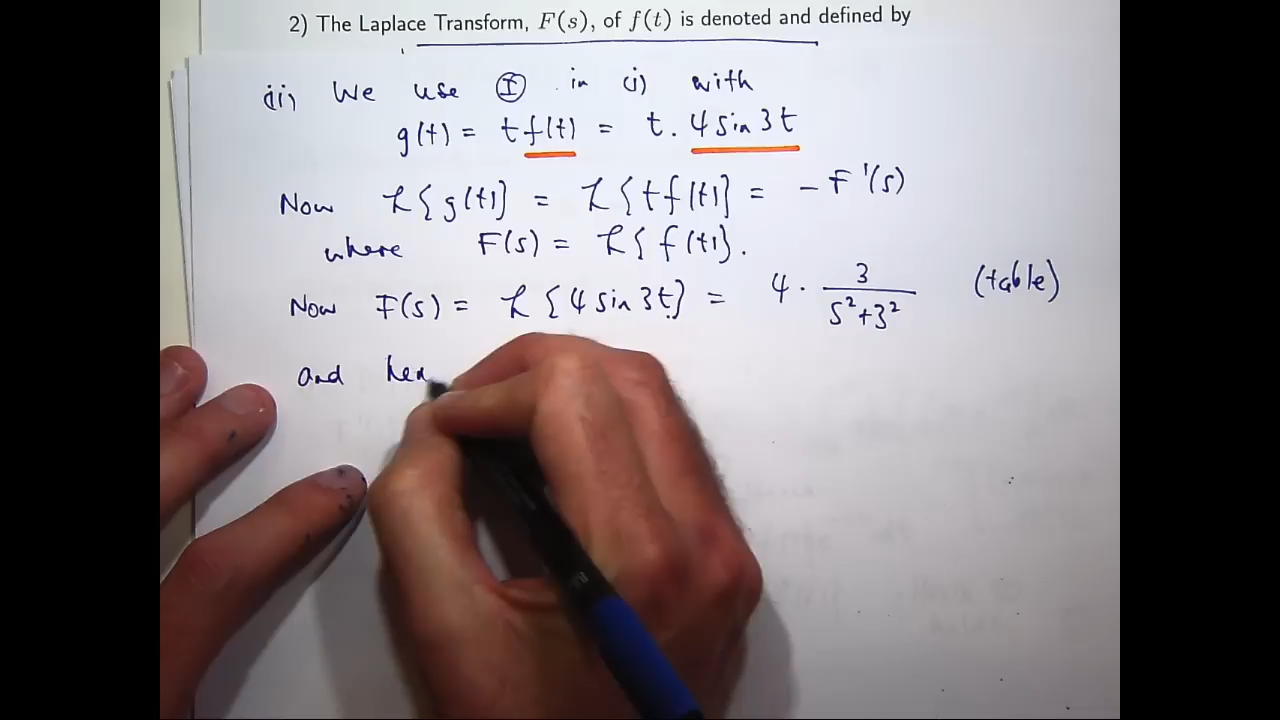 2) The Laplace Transform, F(s), of f(t) is denoted and defined by
(ii) We use Ⓘ in (i) with
g(t) = t f(t) = t. 4 sin 3t
Now ℒ{g(t)} = ℒ{t f(t)} = - F'(s)
where F(s) = ℒ{f(t)}.
Now F(s) = ℒ{4 sin 3t} = 4 · 3/(s²+3²) (table)
and hen